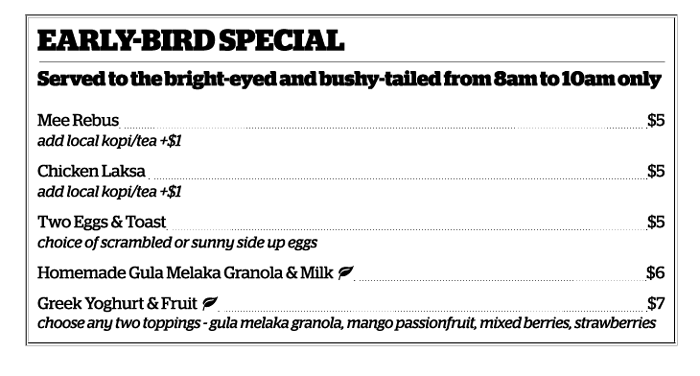 EARLY-BIRD SPECIAL
Served to the bright-eyed and bushy-tailed from 8am to 10am only
Mee Rebus $5
add local kopi/tea +$1
Chicken Laksa $5
add local kopi/tea +$1
Two Eggs & Toast $5
choice of scrambled or sunny side up eggs
Homemade Gula Melaka Granola & Milk $6
Greek Yoghurt & Fruit $7
choose any two toppings - gula melaka granola, mango passionfruit, mixed berries, strawberries